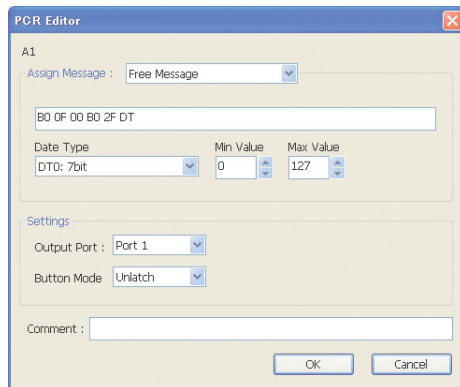 PCR Editor
A1
Assign Message : Free Message
B0 0F 00 B0 2F DT
Date Type Min Value Max Value
DT0: 7bit 0 127
Settings
Output Port : Port 1
Button Mode Unlatch
Comment :
OK Cancel